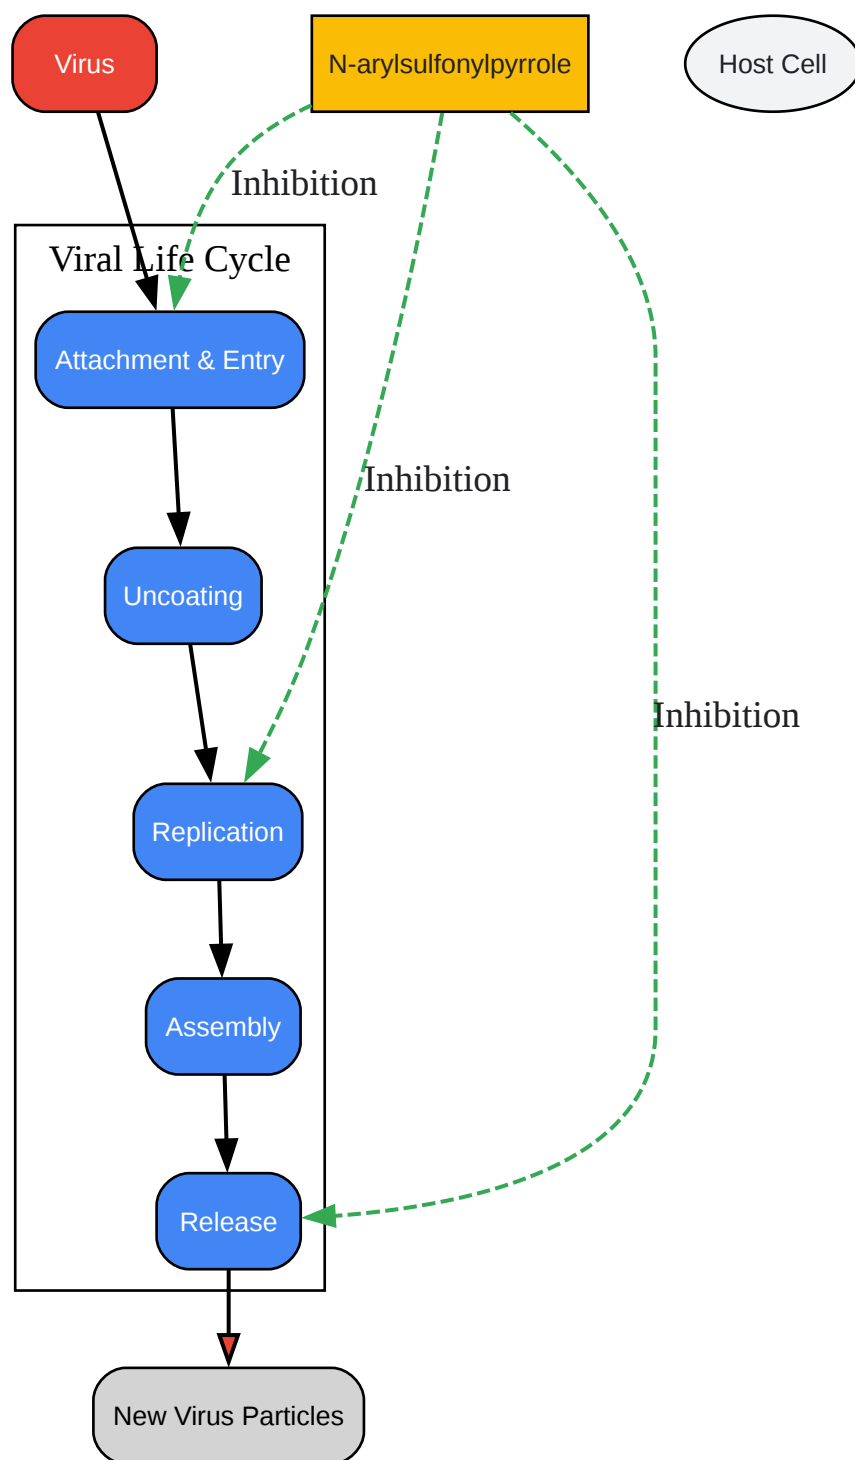 Virus
N-arylsulfonylpyrrole
Host Cell
Inhibition
Viral Life Cycle
Attachment & Entry
Inhibition
Uncoating
Inhibition
Replication
Assembly
Release
New Virus Particles